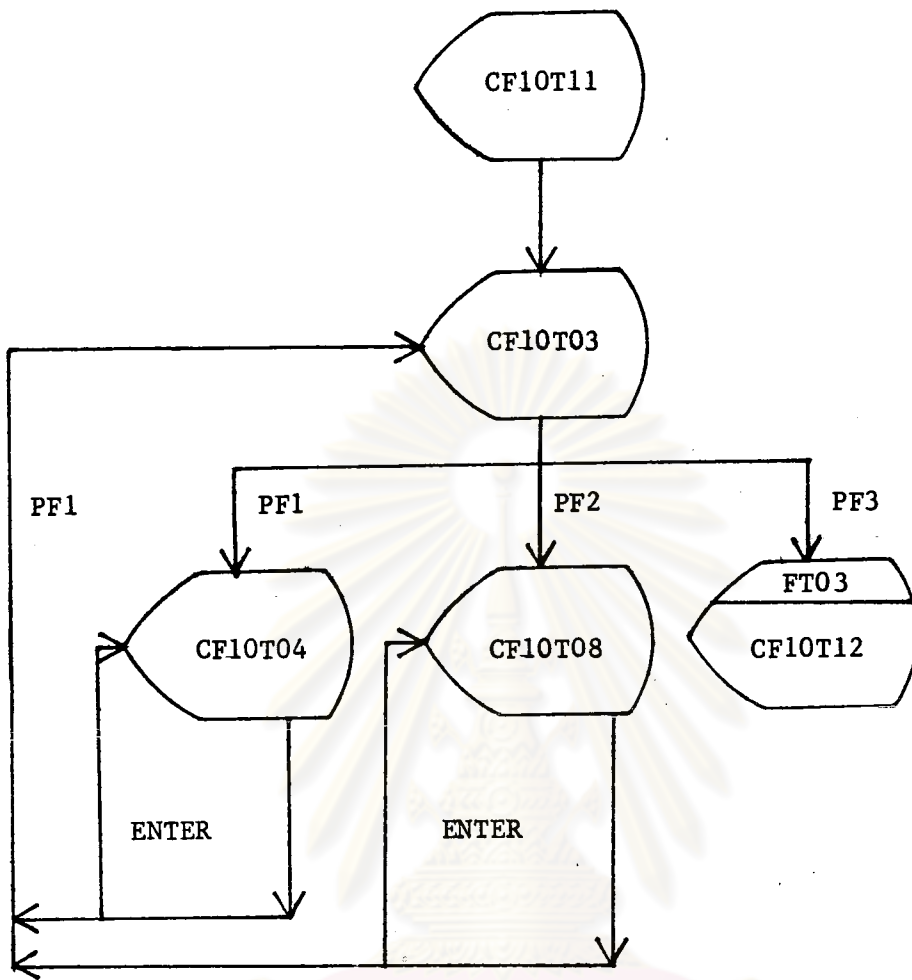 CF10T11
CF10T03
PF1
PF1
PF2
PF3
FT03
CF10T04
CF10T08
CF10T12
ENTER
ENTER